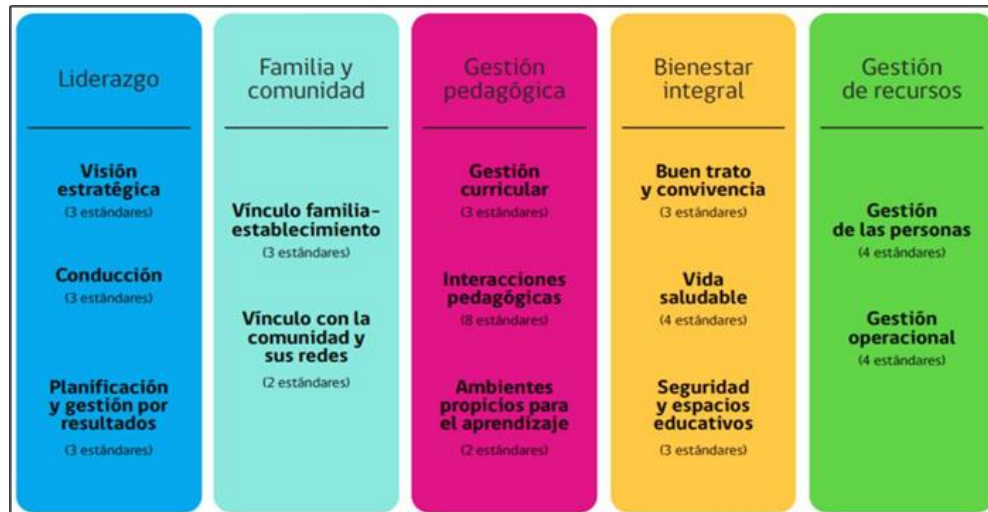 Liderazgo
Visión
estratégica
(3 estándares)
Conducción
(3 estándares)
Planificación
y gestión por
resultados
(3 estándares)
Familia y
comunidad
Vínculo familia-
establecimiento
(3 estándares)
Vínculo con la
comunidad y
sus redes
(2 estándares)
Gestión
pedagógica
Gestión
curricular
(3 estándares)
Interacciones
pedagógicas
(8 estándares)
Ambientes
propicios para
el aprendizaje
(2 estándares)
Bienestar
integral
Buen trato
y convivencia
(3 estándares)
Vida
saludable
(4 estándares)
Seguridad
y espacios
educativos
(3 estándares)
Gestión
de recursos
Gestión
de las personas
(4 estándares)
Gestión
operacional
(4 estándares)